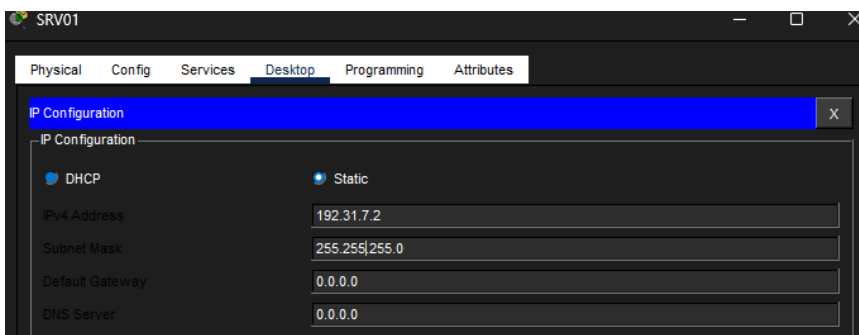 SRV01
Physical Config Services Desktop Programming Attributes
IP Configuration X
IP Configuration
DHCP Static
IPv4 Address 192.31.7.2
Subnet Mask 255.255.255.0
Default Gateway 0.0.0.0
DNS Server 0.0.0.0